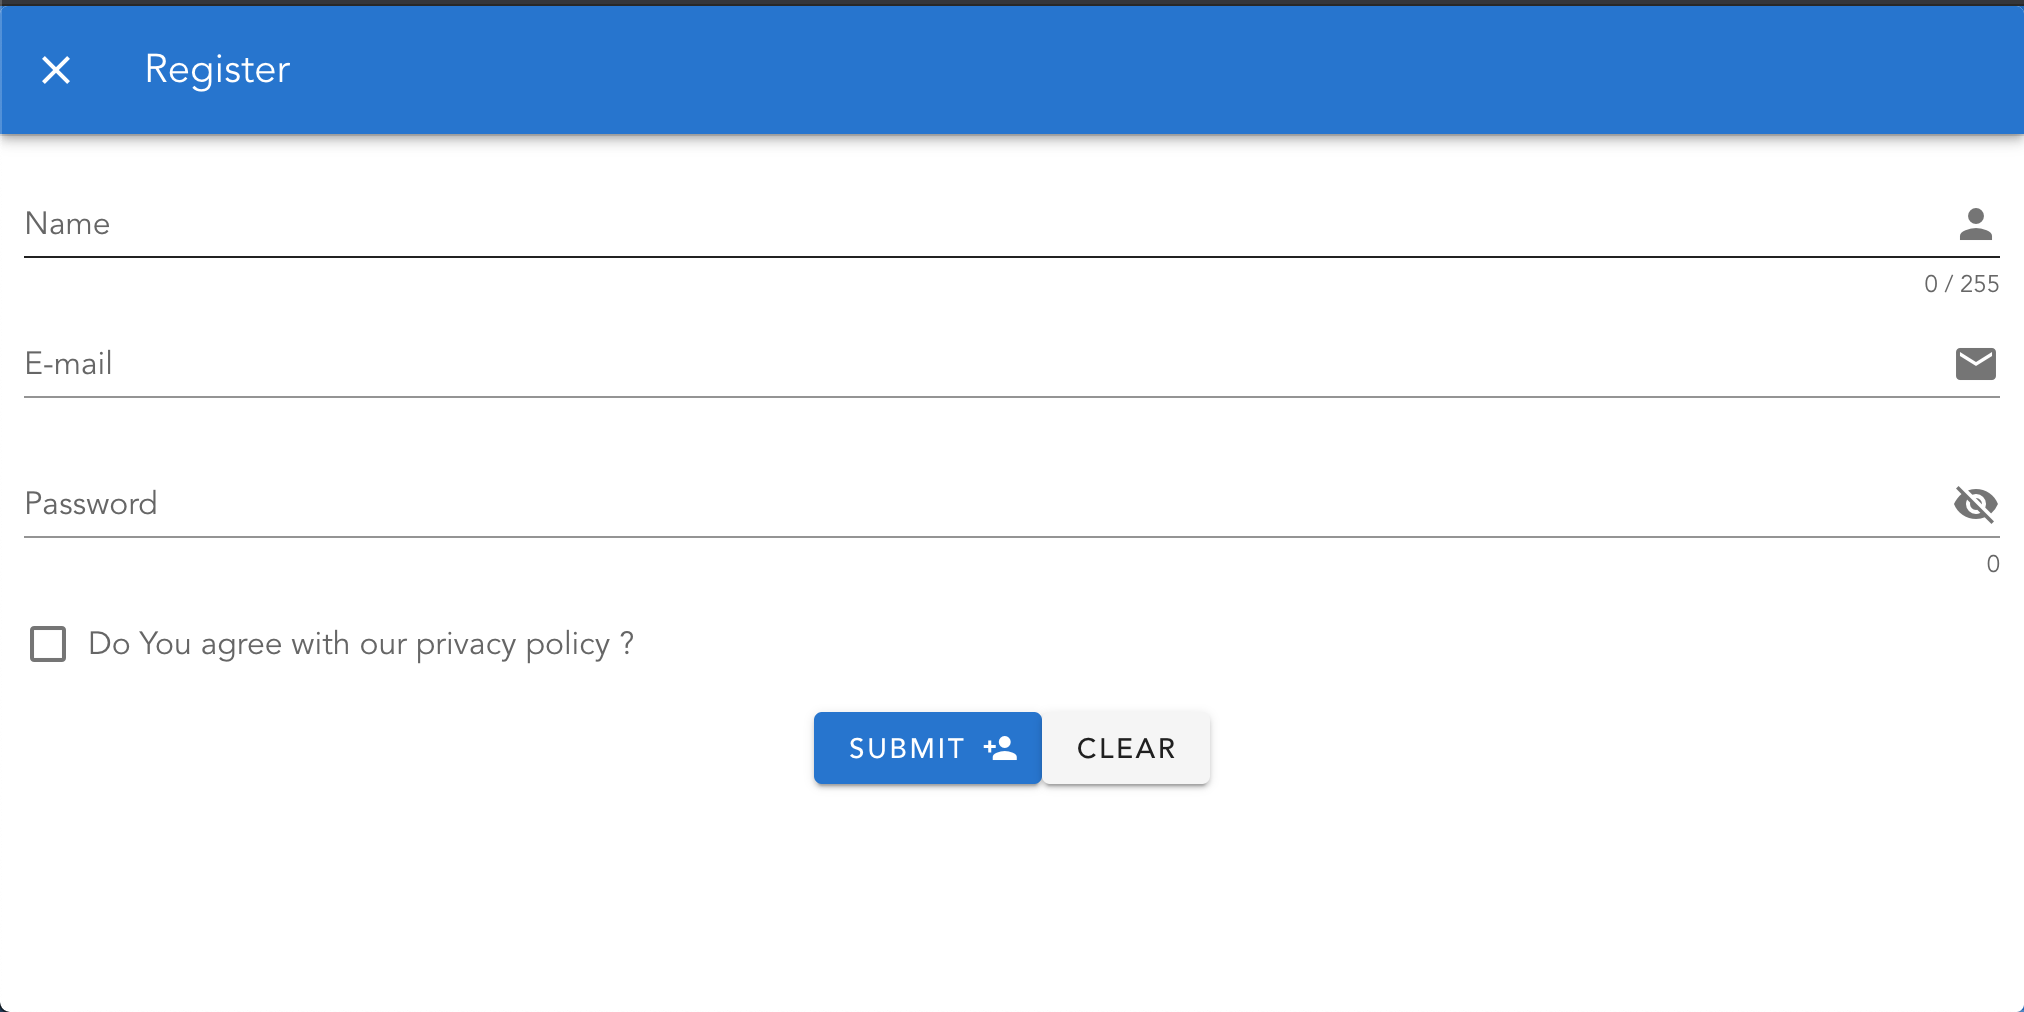 Register
Name
0 / 255
E-mail
Password
0
Do You agree with our privacy policy ?
SUBMIT
CLEAR